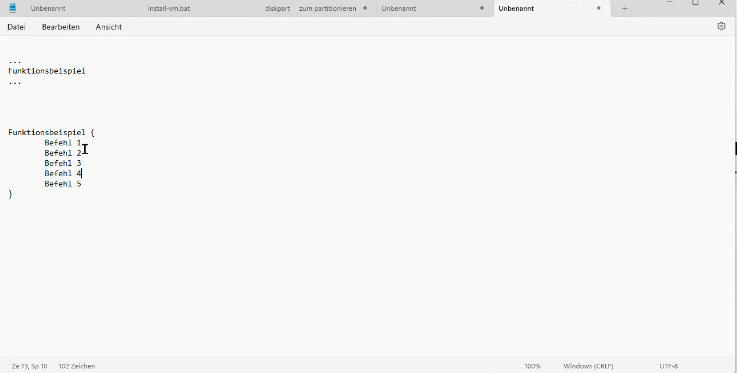 Unbenannt install-vm.bat diskpart zum partitionieren Unbenannt Unbenannt
Datei Bearbeiten Ansicht
...
Funktionsbeispiel
...
Funktionsbeispiel {
Befehl 1
Befehl 2
Befehl 3
Befehl 4
Befehl 5
}
Ze 13, Sp 10 102 Zeichen 100% Windows (CRLF) UTF-8